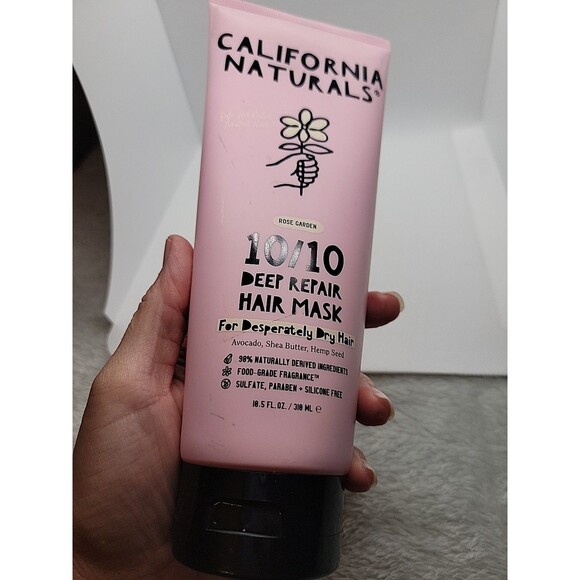 CALIFORNIA
NATURALS®
ROSE GARDEN
10/10
DEEP REPAIR
HAIR MASK
For Desperately Dry Hair
Avocado, Shea Butter, Hemp Seed
98% NATURALLY DERIVED INGREDIENTS
FOOD-GRADE FRAGRANCE™
SULFATE, PARABEN + SILICONE FREE
10.5 FL.OZ. / 310 ML ℮